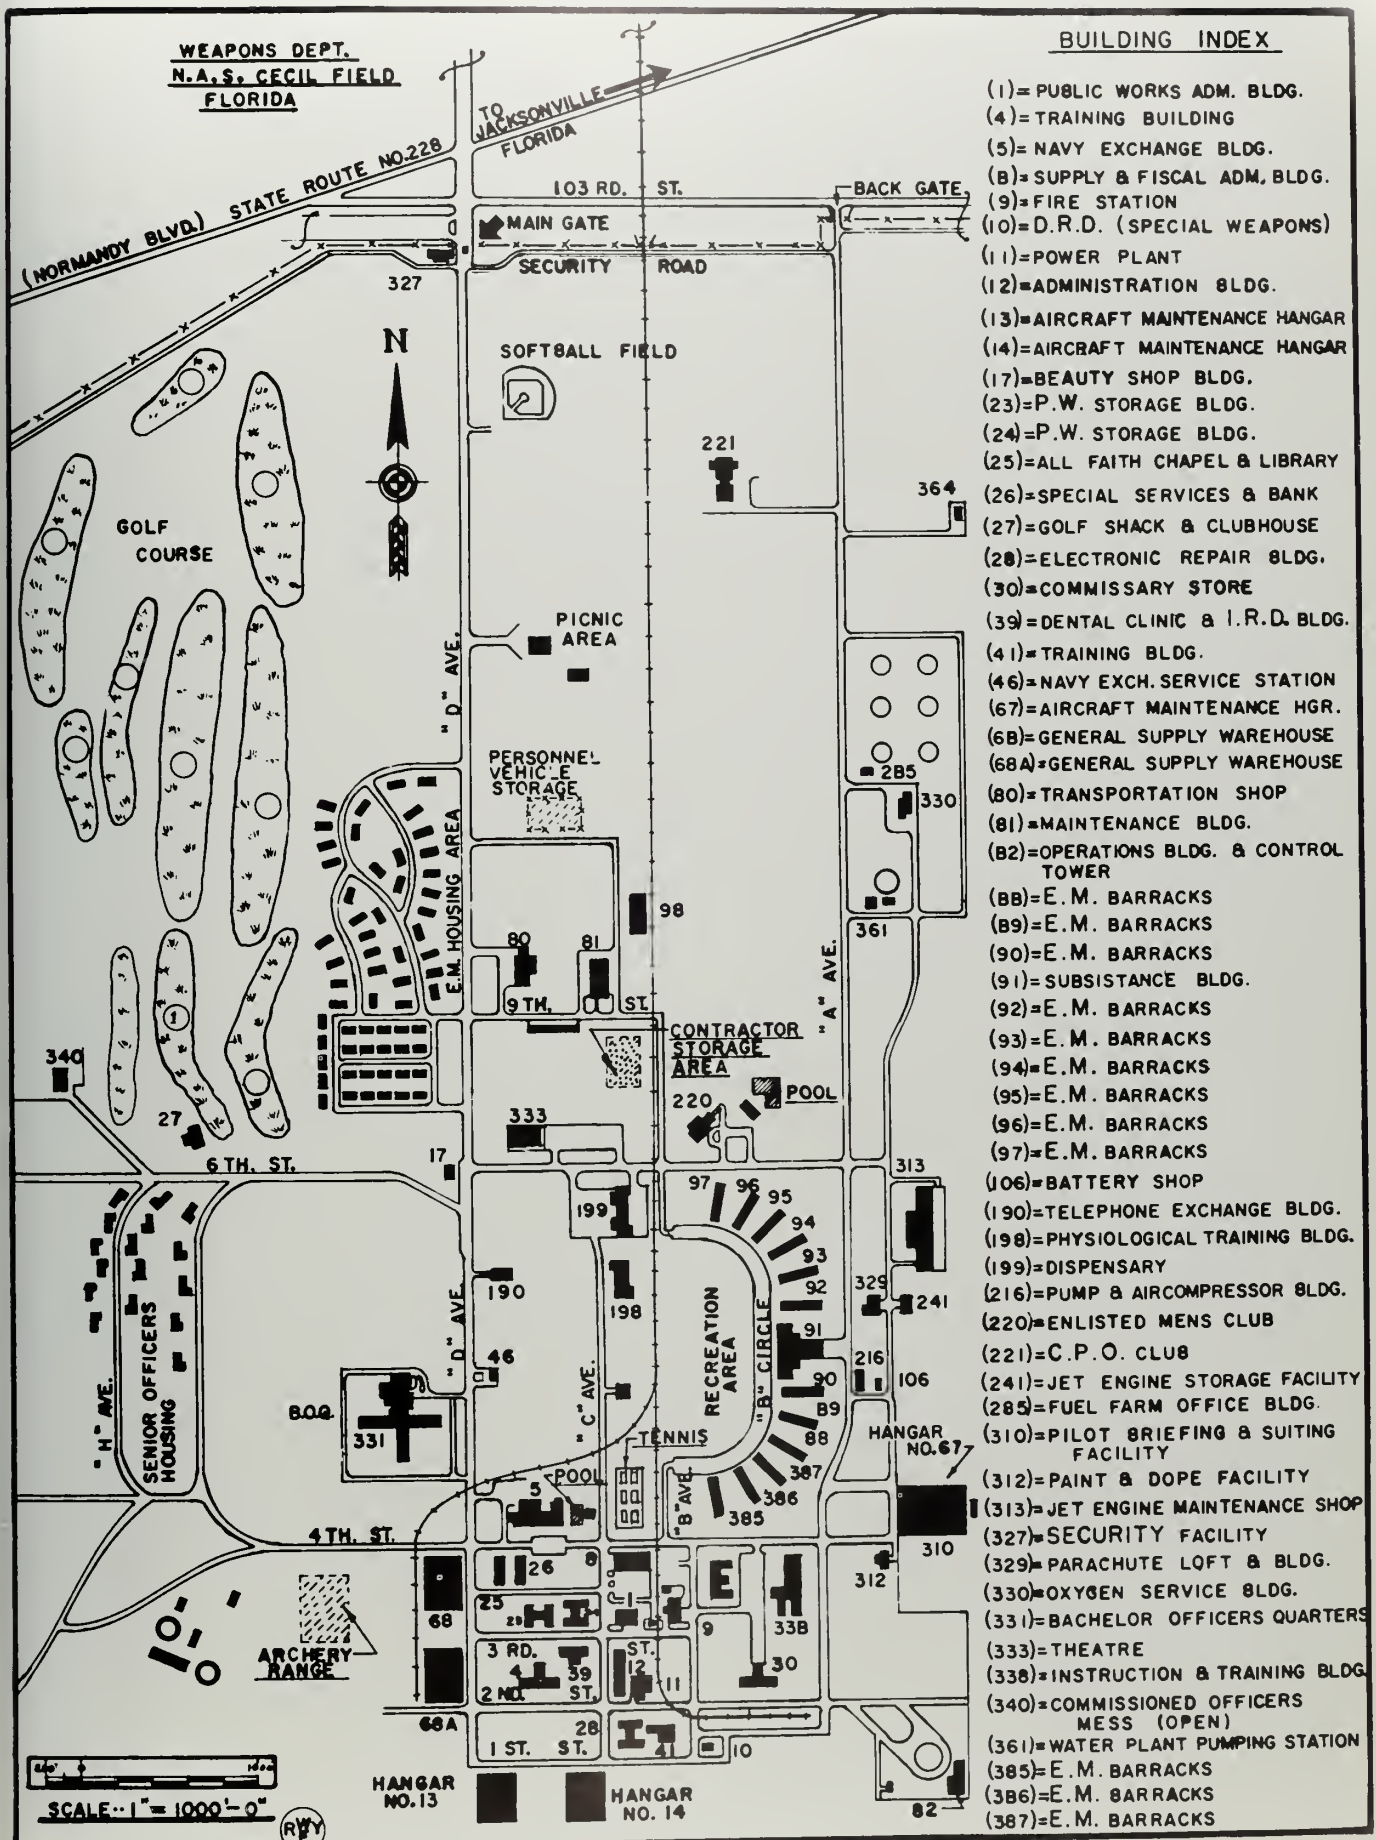 WEAPONS DEPT.
N.A.S. CECIL FIELD
FLORIDA
TO
JACKSONVILLE
FLORIDA
(NORMANDY BLVD.) STATE ROUTE NO.228
103 RD. ST.
BACK GATE
MAIN GATE
SECURITY ROAD
327
N
SOFTBALL FIELD
221
364
GOLF
COURSE
PICNIC
AREA
"D" AVE.
PERSONNEL
VEHICLE
STORAGE
2B5
330
E.M. HOUSING AREA
98
361
80
81
"A" AVE.
9 TH. ST.
CONTRACTOR
STORAGE
AREA
340
POOL
220
27
333
6 TH. ST.
17
313
97
96
95
94
93
92
199
329
190
198
241
"D" AVE.
RECREATION
AREA
"B" CIRCLE
91
46
216
106
90
"C" AVE.
"H" AVE.
SENIOR OFFICERS
HOUSING
B.O.Q.
331
B9
88
HANGAR
NO.67
TENNIS
387
386
385
POOL
5
"B" AVE.
4 TH. ST.
310
26
8
312
68
25
1
9
33B
ARCHERY
RANGE
3 RD. ST.
4
39
12
11
30
2 ND. ST.
68A
28
1 ST. ST.
41
10
82
HANGAR
NO.13
HANGAR
NO. 14
SCALE:· 1" = 1000'-0"
BUILDING INDEX
(1)= PUBLIC WORKS ADM. BLDG.
(4)= TRAINING BUILDING
(5)= NAVY EXCHANGE BLDG.
(B)= SUPPLY & FISCAL ADM. BLDG.
(9)= FIRE STATION
(10)= D.R.D. (SPECIAL WEAPONS)
(11)= POWER PLANT
(12)=ADMINISTRATION BLDG.
(13)=AIRCRAFT MAINTENANCE HANGAR
(14)=AIRCRAFT MAINTENANCE HANGAR
(17)=BEAUTY SHOP BLDG.
(23)=P.W. STORAGE BLDG.
(24)=P.W. STORAGE BLDG.
(25)=ALL FAITH CHAPEL & LIBRARY
(26)=SPECIAL SERVICES & BANK
(27)=GOLF SHACK & CLUBHOUSE
(28)=ELECTRONIC REPAIR BLDG.
(30)=COMMISSARY STORE
(39)=DENTAL CLINIC & I.R.D. BLDG.
(41)=TRAINING BLDG.
(46)=NAVY EXCH. SERVICE STATION
(67)=AIRCRAFT MAINTENANCE HGR.
(6B)=GENERAL SUPPLY WAREHOUSE
(68A)=GENERAL SUPPLY WAREHOUSE
(80)=TRANSPORTATION SHOP
(81)=MAINTENANCE BLDG.
(B2)=OPERATIONS BLDG. & CONTROL
TOWER
(BB)=E.M. BARRACKS
(B9)=E.M. BARRACKS
(90)=E.M. BARRACKS
(91)=SUBSISTANCE BLDG.
(92)=E.M. BARRACKS
(93)=E.M. BARRACKS
(94)=E.M. BARRACKS
(95)=E.M. BARRACKS
(96)=E.M. BARRACKS
(97)=E.M. BARRACKS
(106)=BATTERY SHOP
(190)=TELEPHONE EXCHANGE BLDG.
(198)=PHYSIOLOGICAL TRAINING BLDG.
(199)=DISPENSARY
(216)=PUMP & AIRCOMPRESSOR BLDG.
(220)=ENLISTED MENS CLUB
(221)=C.P.O. CLUB
(241)=JET ENGINE STORAGE FACILITY
(285)=FUEL FARM OFFICE BLDG.
(310)=PILOT BRIEFING & SUITING
FACILITY
(312)=PAINT & DOPE FACILITY
(313)=JET ENGINE MAINTENANCE SHOP
(327)=SECURITY FACILITY
(329)=PARACHUTE LOFT & BLDG.
(330)=OXYGEN SERVICE BLDG.
(331)=BACHELOR OFFICERS QUARTERS
(333)=THEATRE
(338)=INSTRUCTION & TRAINING BLDG.
(340)=COMMISSIONED OFFICERS
MESS (OPEN)
(361)=WATER PLANT PUMPING STATION
(385)=E.M. BARRACKS
(3B6)=E.M. BARRACKS
(387)=E.M. BARRACKS